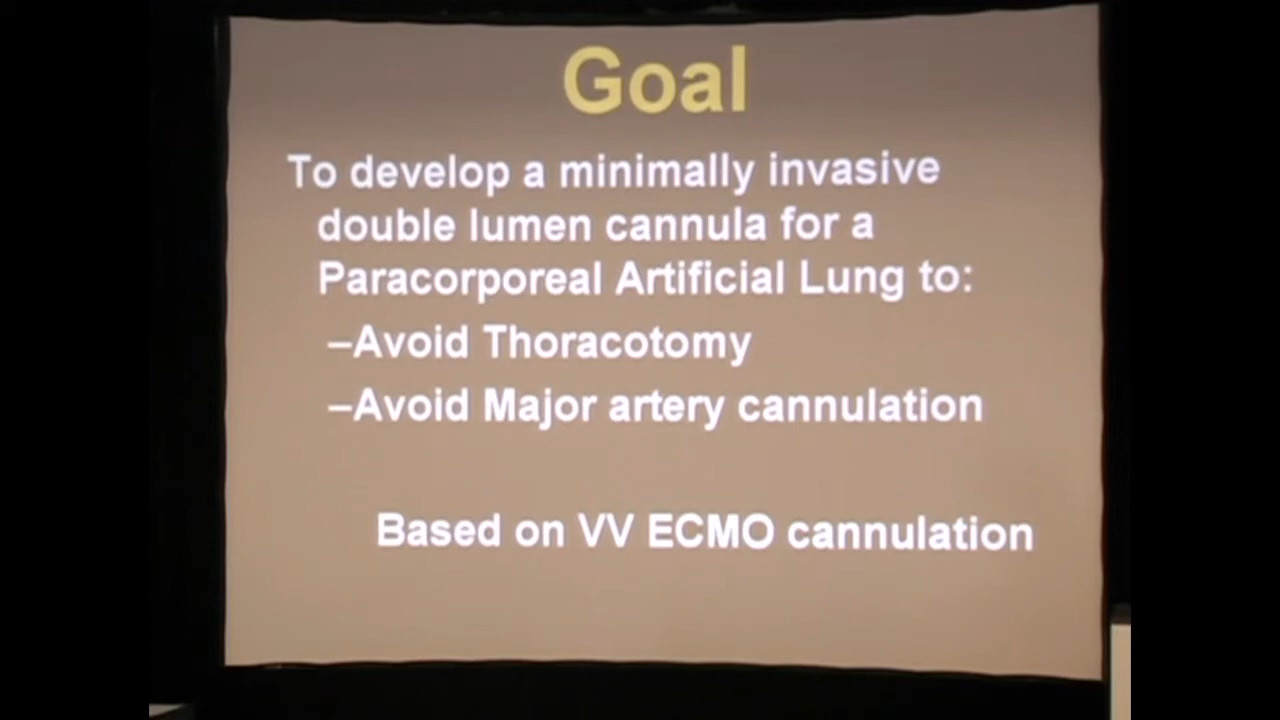 Goal
To develop a minimally invasive
double lumen cannula for a
Paracorporeal Artificial Lung to:
–Avoid Thoracotomy
–Avoid Major artery cannulation
Based on VV ECMO cannulation